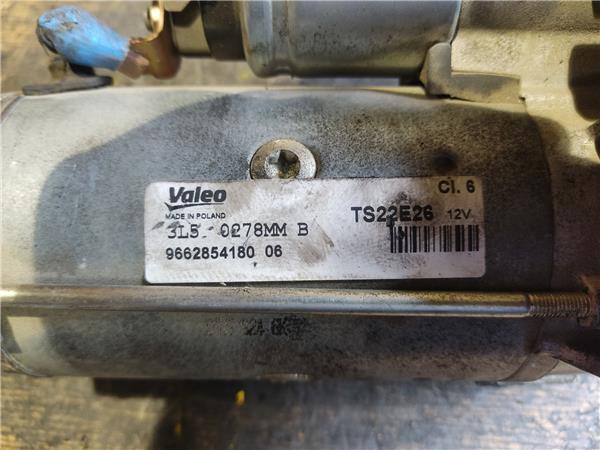 Valeo
Cl. 6
MADE IN POLAND
TS22E26 12V
3L5 0278MM B
9662854180 06